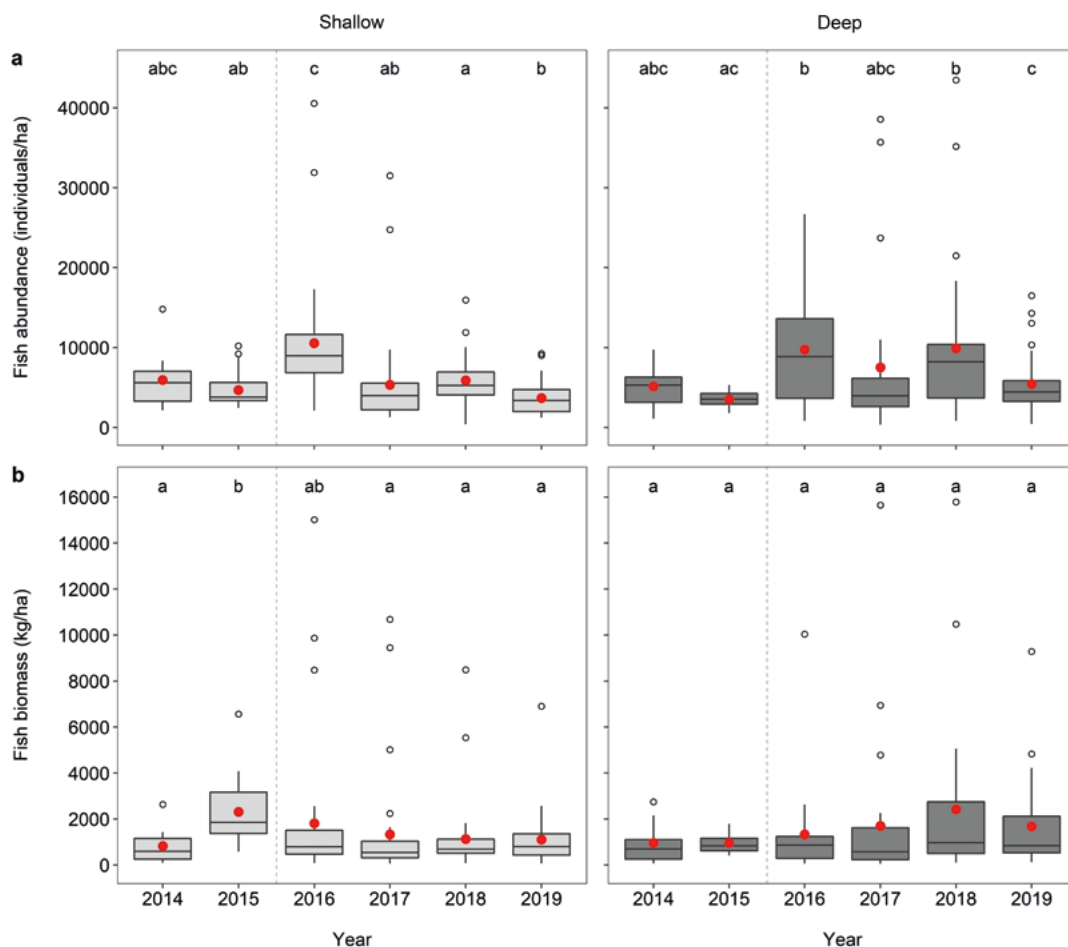 Shallow Deep
a
abc ab c ab a b
abc ac b abc b c
Fish abundance (individuals/ha)
40000
30000
20000
10000
0
b
a b ab a a a
a a a a a a
Fish biomass (kg/ha)
16000
14000
12000
10000
8000
6000
4000
2000
0
2014 2015 2016 2017 2018 2019
2014 2015 2016 2017 2018 2019
Year Year